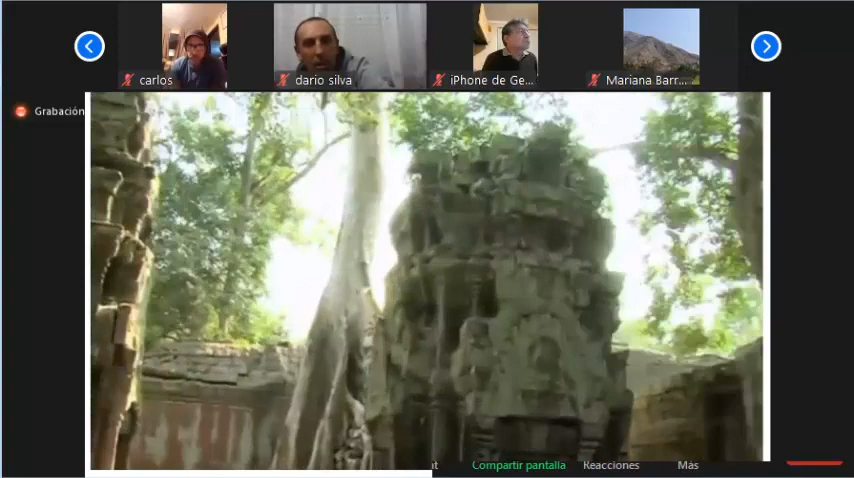 carlos
dario silva
iPhone de Ge...
Mariana Barr...
Grabación
Compartir pantalla
Reacciones
Más